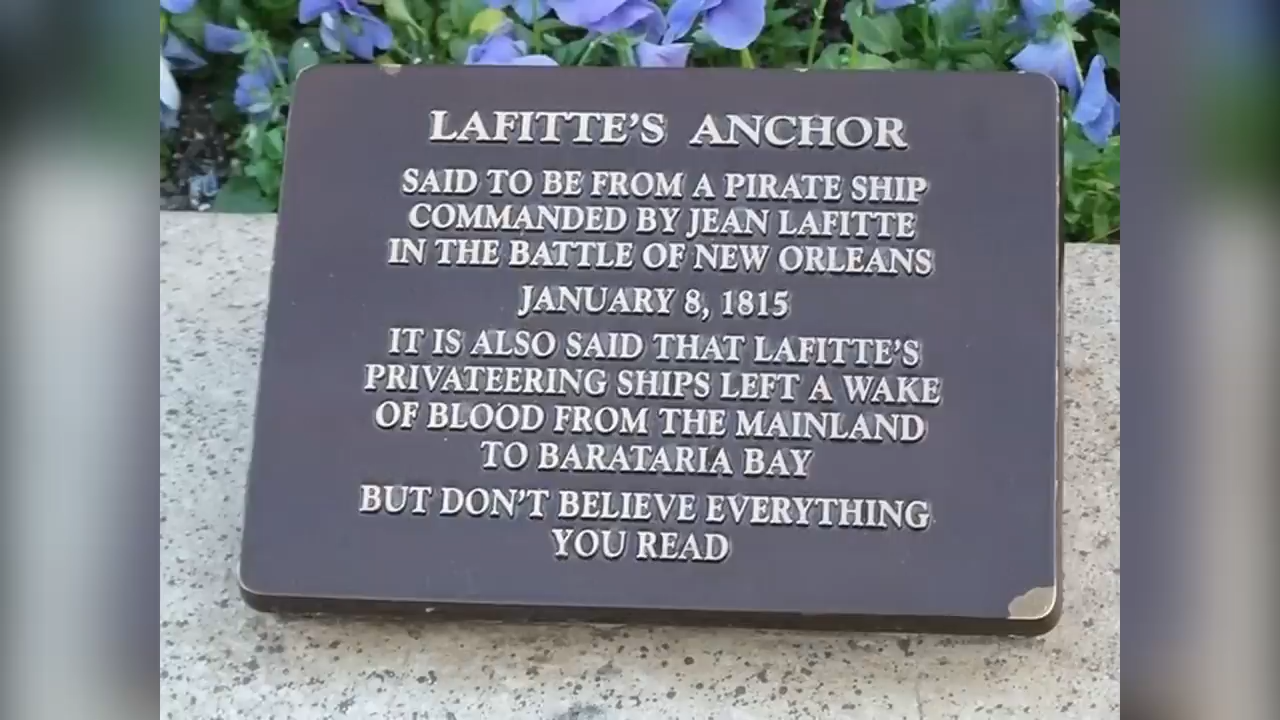 LAFITTE'S ANCHOR
SAID TO BE FROM A PIRATE SHIP
COMMANDED BY JEAN LAFITTE
IN THE BATTLE OF NEW ORLEANS
JANUARY 8, 1815
IT IS ALSO SAID THAT LAFITTE'S
PRIVATEERING SHIPS LEFT A WAKE
OF BLOOD FROM THE MAINLAND
TO BARATARIA BAY
BUT DON'T BELIEVE EVERYTHING
YOU READ